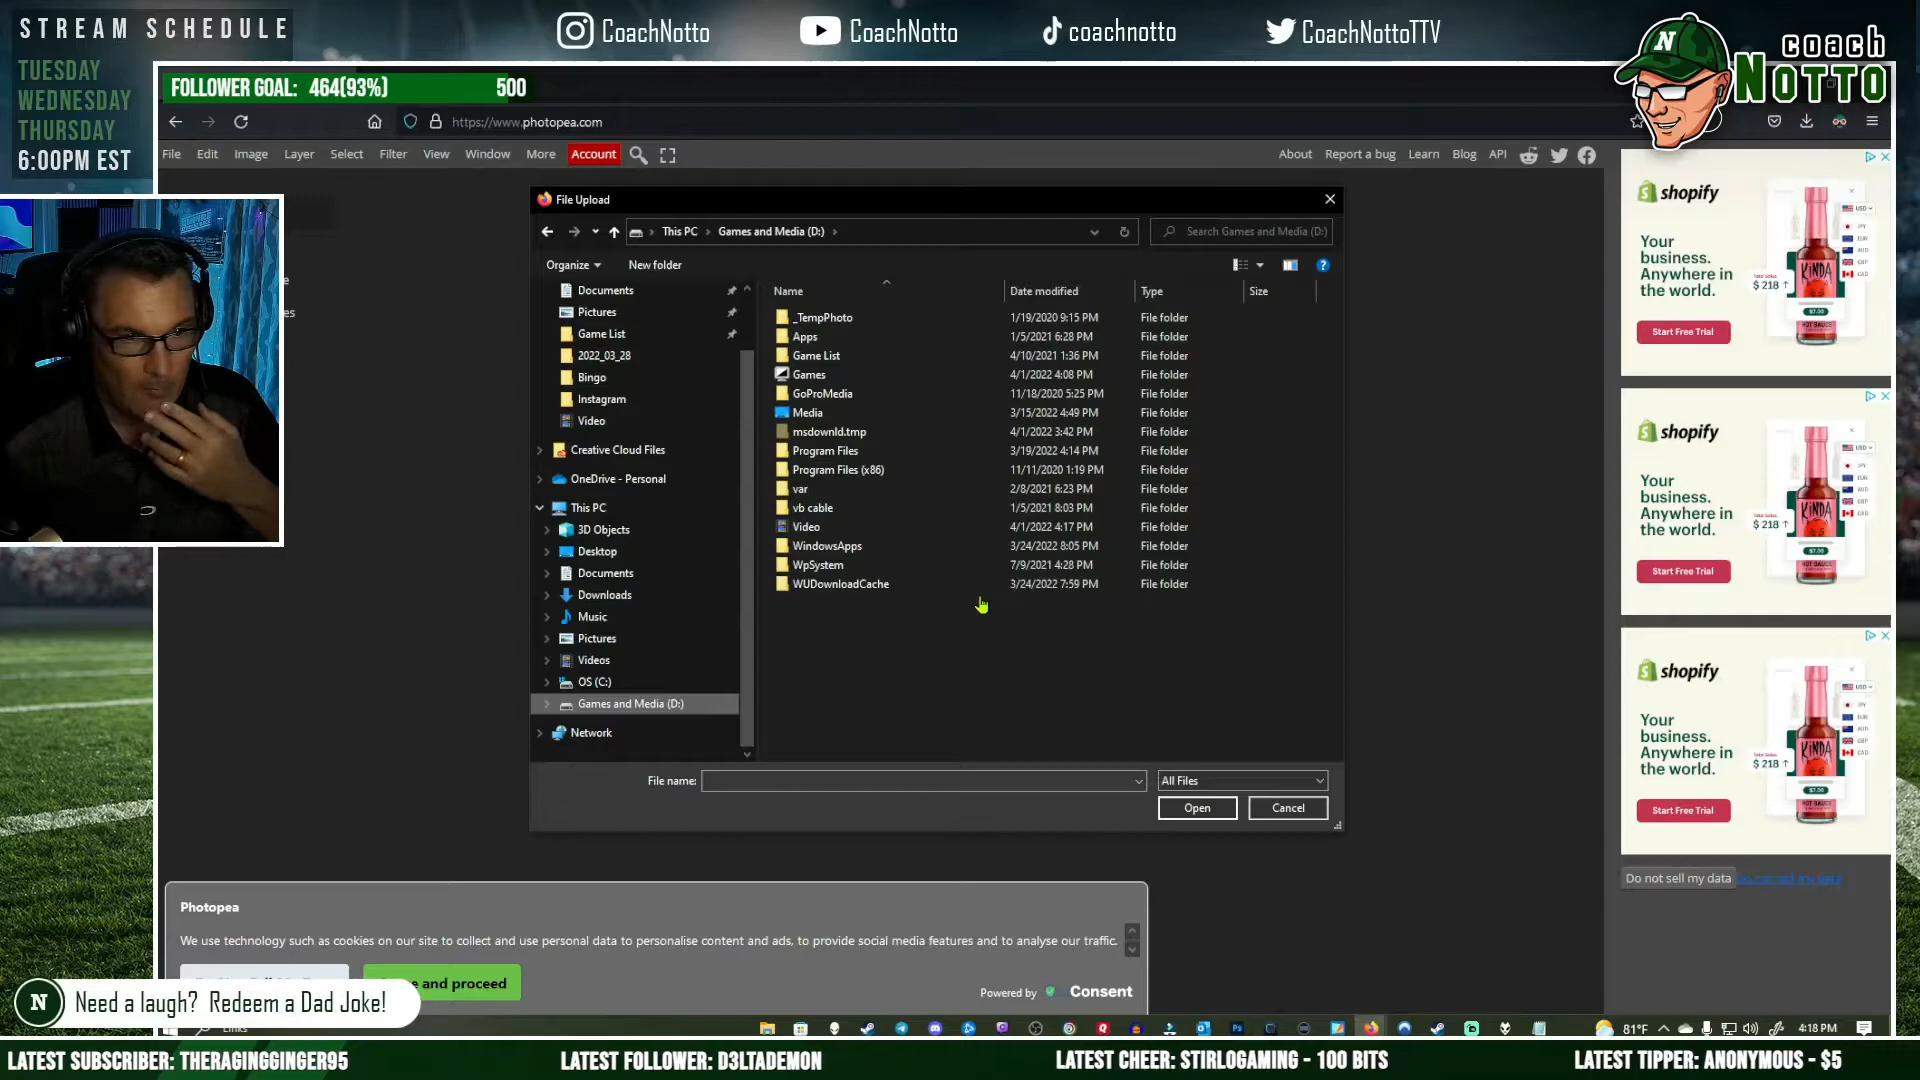 STREAM SCHEDULE
TUESDAY
WEDNESDAY
THURSDAY
6:00PM EST
CoachNotto
CoachNotto
coachnotto
CoachNottoTTV
coach
NOTTO
N
FOLLOWER GOAL: 464(93%) 500
https://www.photopea.com
File Edit Image Layer Select Filter View Window More Account
About Report a bug Learn Blog API
File Upload
This PC > Games and Media (D:) >
Search Games and Media (D:)
Organize
New folder
Documents
Pictures
Game List
2022_03_28
Bingo
Instagram
Video
Creative Cloud Files
OneDrive - Personal
This PC
3D Objects
Desktop
Documents
Downloads
Music
Pictures
Videos
OS (C:)
Games and Media (D:)
Network
Name Date modified Type Size
_TempPhoto 1/19/2020 9:15 PM File folder
Apps 1/5/2021 6:28 PM File folder
Game List 4/10/2021 1:36 PM File folder
Games 4/1/2022 4:08 PM File folder
GoProMedia 11/18/2020 5:25 PM File folder
Media 3/15/2022 4:49 PM File folder
msdownld.tmp 4/1/2022 3:42 PM File folder
Program Files 3/19/2022 4:14 PM File folder
Program Files (x86) 11/11/2020 1:19 PM File folder
var 2/8/2021 6:23 PM File folder
vb cable 1/5/2021 8:03 PM File folder
Video 4/1/2022 4:17 PM File folder
WindowsApps 3/24/2022 8:05 PM File folder
WpSystem 7/9/2021 4:28 PM File folder
WUDownloadCache 3/24/2022 7:59 PM File folder
File name:
All Files
Open
Cancel
shopify
Your
business.
Anywhere in
the world.
Start Free Trial
$ 218
KINDA
HOT SAUCE
shopify
Your
business.
Anywhere in
the world.
Start Free Trial
$ 218
KINDA
HOT SAUCE
shopify
Your
business.
Anywhere in
the world.
Start Free Trial
$ 218
KINDA
HOT SAUCE
Do not sell my data
Photopea
We use technology such as cookies on our site to collect and use personal data to personalise content and ads, to provide social media features and to analyse our traffic.
and proceed
Powered by Consent
N
Need a laugh? Redeem a Dad Joke!
Links
81°F
4:18 PM
LATEST SUBSCRIBER: THERAGINGGINGER95
LATEST FOLLOWER: D3LTADEMON
LATEST CHEER: STIRLOGAMING - 100 BITS
LATEST TIPPER: ANONYMOUS - $5